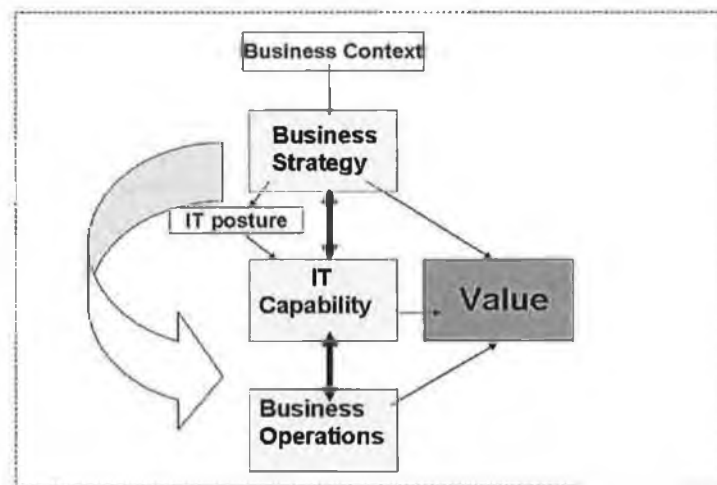 Business Context
Business
Strategy
IT posture
IT
Capability
Value
Business
Operations